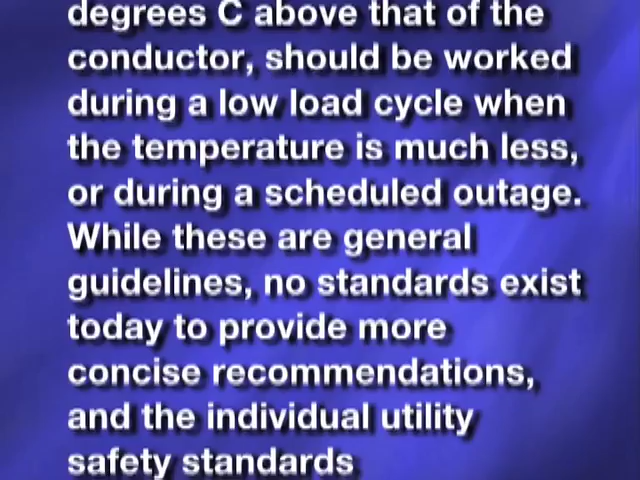 degrees C above that of the
conductor, should be worked
during a low load cycle when
the temperature is much less,
or during a scheduled outage.
While these are general
guidelines, no standards exist
today to provide more
concise recommendations,
and the individual utility
safety standards